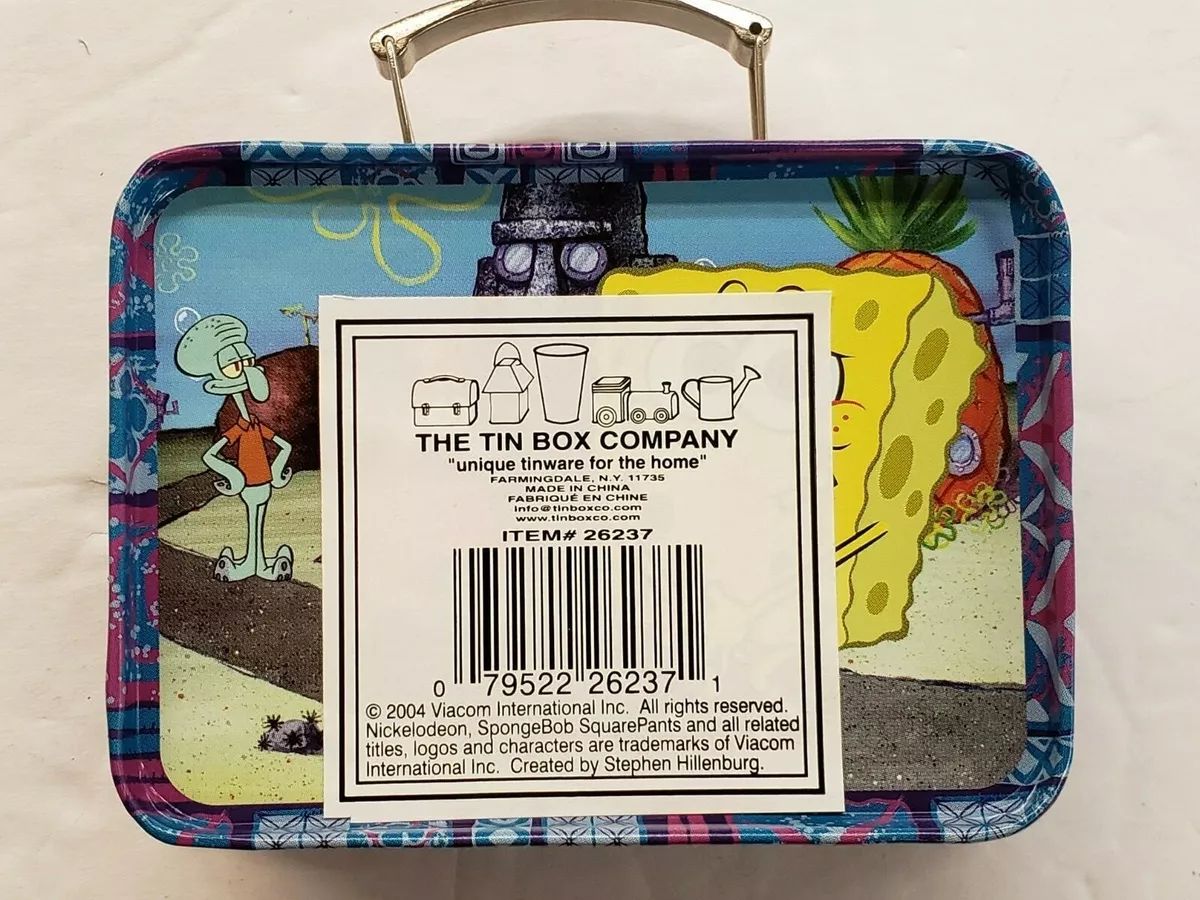 THE TIN BOX COMPANY
"unique tinware for the home"
FARMINGDALE, N.Y. 11735
MADE IN CHINA
FABRIQUÉ EN CHINE
info@tinboxco.com
www.tinboxco.com
ITEM# 26237
0 79522 26237 1
© 2004 Viacom International Inc. All rights reserved.
Nickelodeon, SpongeBob SquarePants and all related
titles, logos and characters are trademarks of Viacom
International Inc. Created by Stephen Hillenburg.